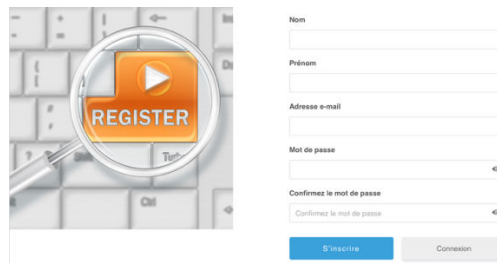 REGISTER
Nom
Prénom
Adresse e-mail
Mot de passe
Confirmez le mot de passe
Confirmez le mot de passe
S'inscrire
Connexion